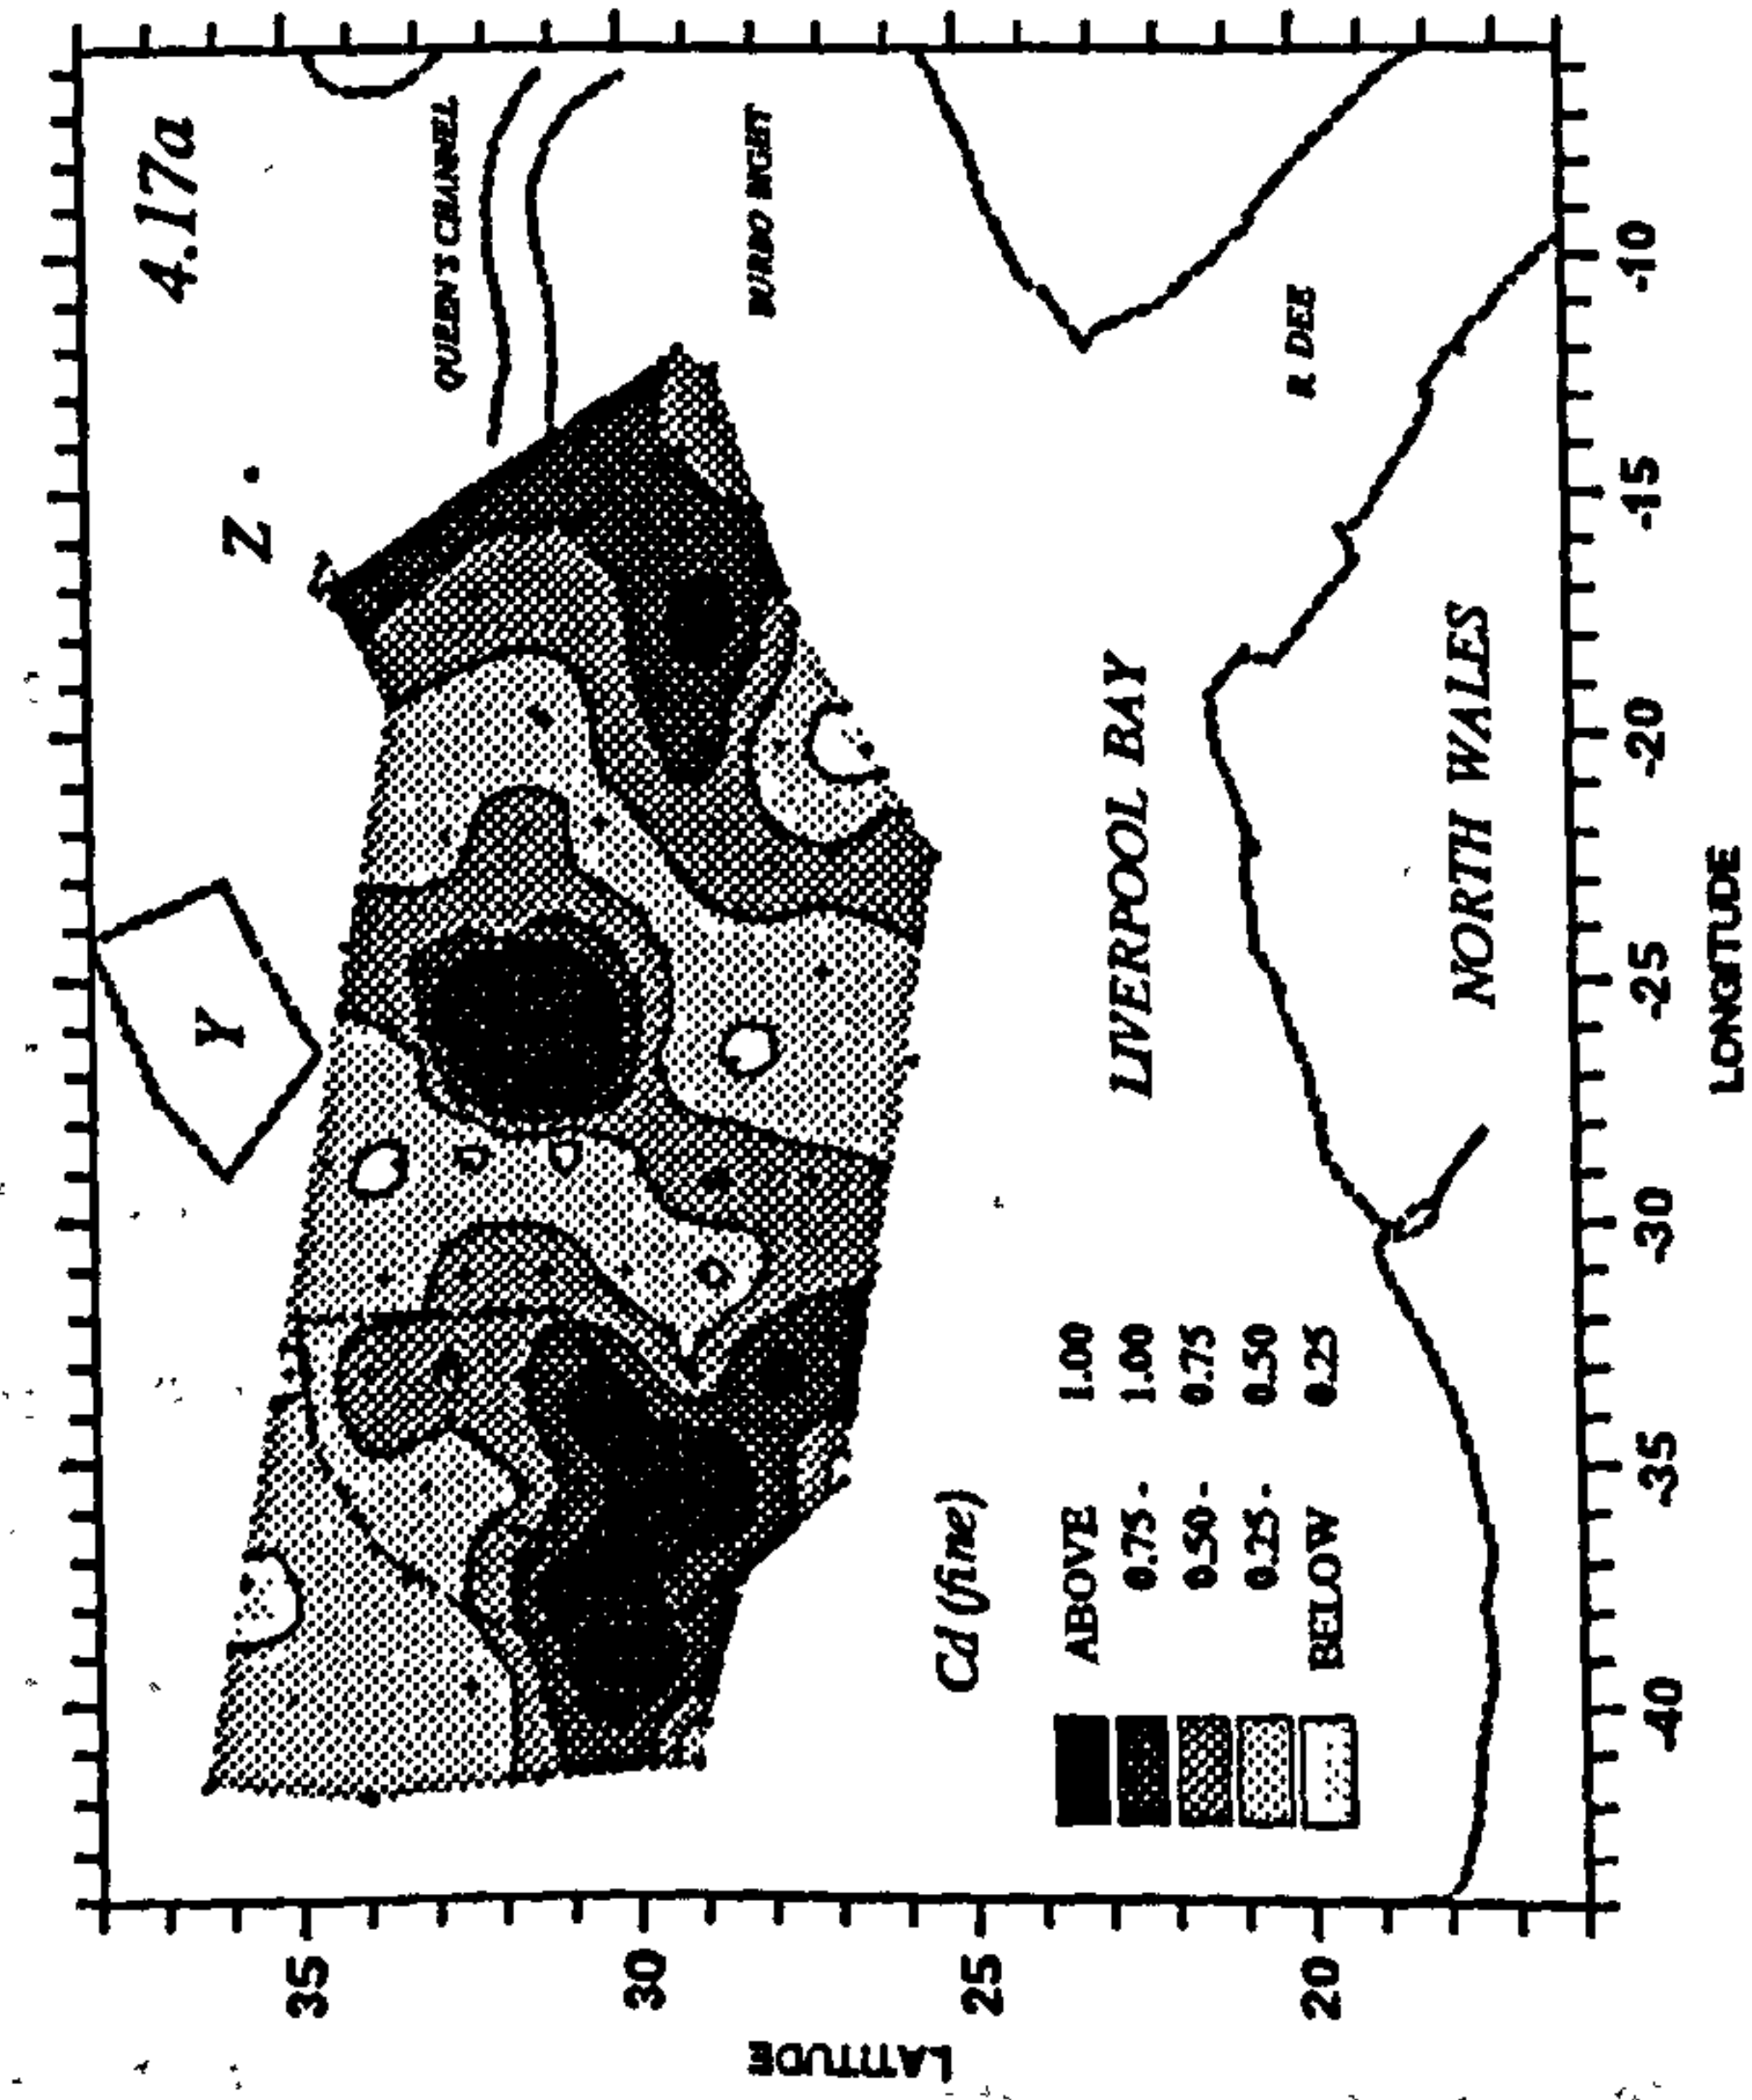 4.17a
Z .
QUEEN'S CHANNEL
BURBO BIGHT
Y
R. DEE
LIVERPOOL BAY
NORTH WALES
Cd (fine)
ABOVE 1.00
0.75 - 1.00
0.50 - 0.75
0.25 - 0.50
BELOW 0.25
LATITUDE
35
30
25
20
-40
-35
-30
-25
-20
-15
-10
LONGITUDE